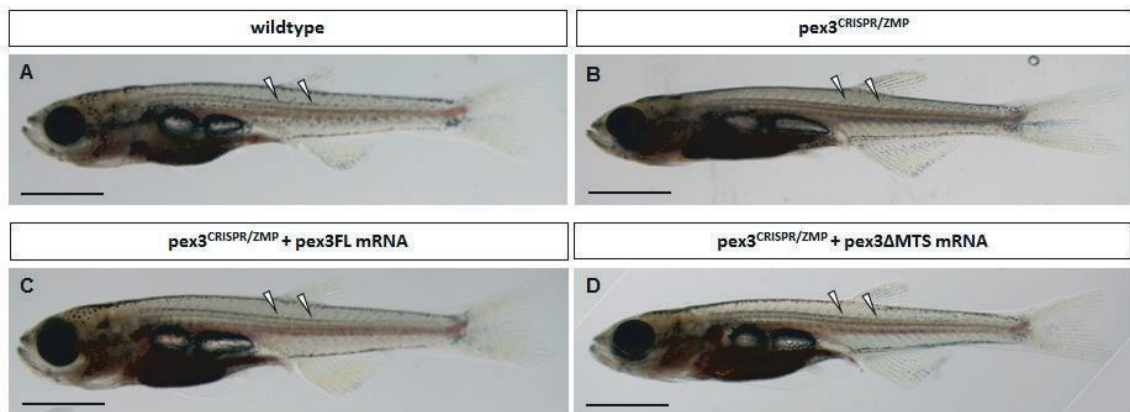 wildtype
pex3CRISPR/ZMP
A
B
pex3CRISPR/ZMP + pex3FL mRNA
pex3CRISPR/ZMP + pex3ΔMTS mRNA
C
D